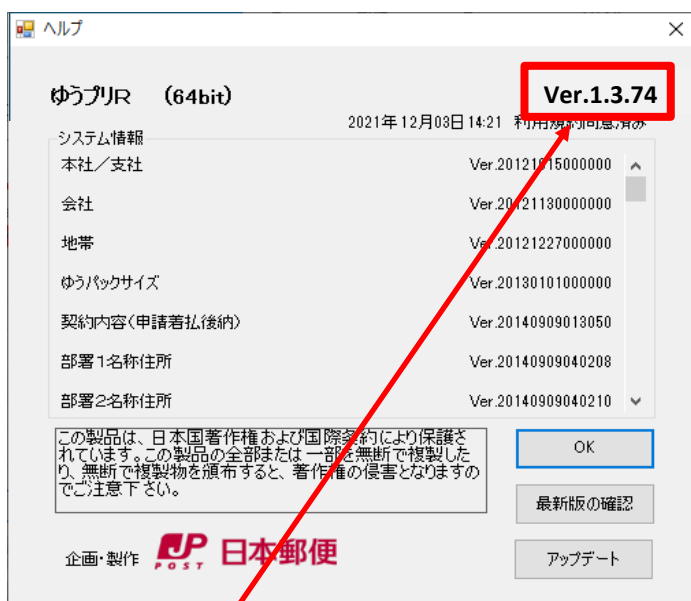 ヘルプ
ゆうプリR (64bit)
Ver.1.3.74
2021年12月03日 14:21 利用規約同意済み
システム情報
本社／支社 Ver.20121015000000
会社 Ver.20121130000000
地帯 Ver.20121227000000
ゆうパックサイズ Ver.20130101000000
契約内容(申請着払後納) Ver.20140909013050
部署1名称住所 Ver.20140909040208
部署2名称住所 Ver.20140909040210
この製品は、日本国著作権および国際条約により保護さ
れています。この製品の全部または一部を無断で複製した
り、無断で複製物を頒布すると、著作権の侵害となりますの
でご注意下さい。
OK
最新版の確認
企画・製作 JP POST 日本郵便
アップデート